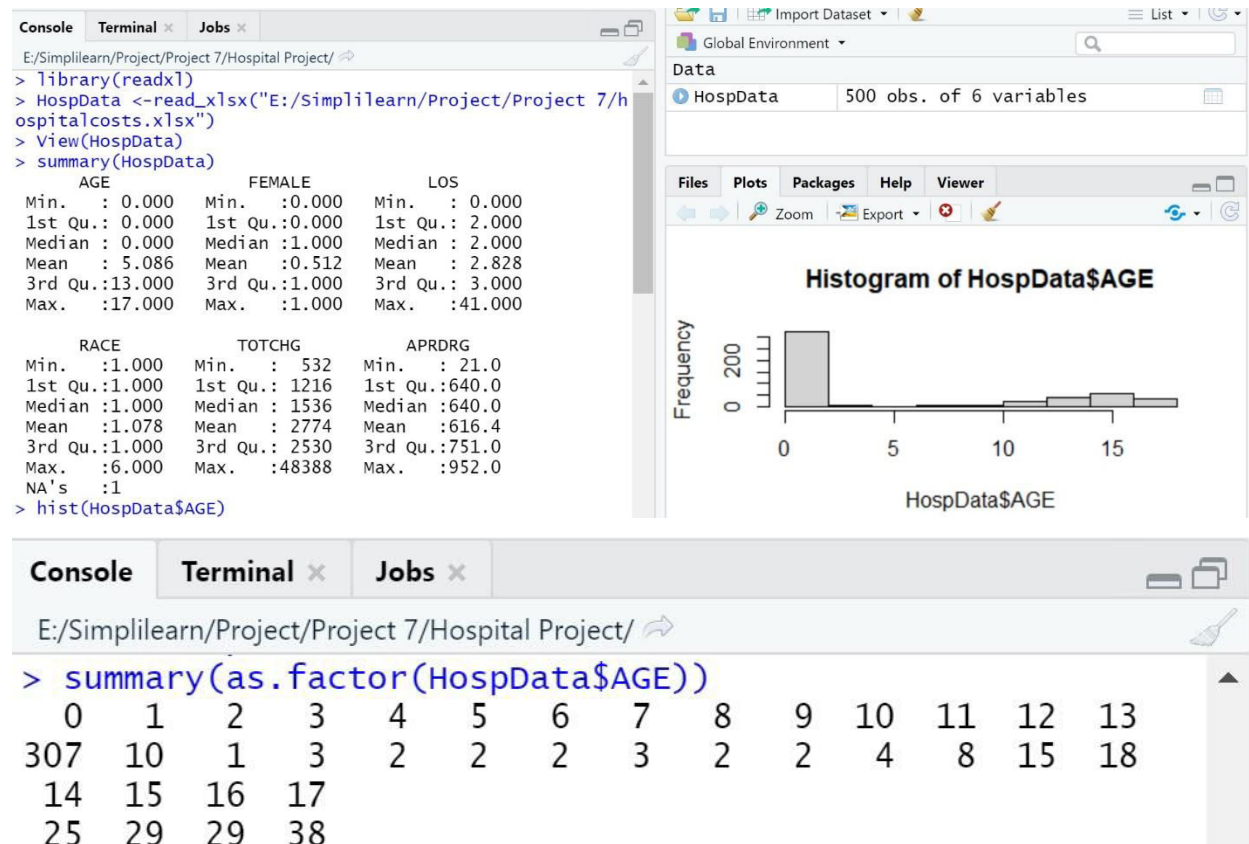 Console Terminal × Jobs ×
E:/Simplilearn/Project/Project 7/Hospital Project/
> library(readxl)
> HospData <-read_xlsx("E:/Simplilearn/Project/Project 7/h
ospitalcosts.xlsx")
> View(HospData)
> summary(HospData)
AGE FEMALE LOS
Min. : 0.000 Min. :0.000 Min. : 0.000
1st Qu.: 0.000 1st Qu.:0.000 1st Qu.: 2.000
Median : 0.000 Median :1.000 Median : 2.000
Mean : 5.086 Mean :0.512 Mean : 2.828
3rd Qu.:13.000 3rd Qu.:1.000 3rd Qu.: 3.000
Max. :17.000 Max. :1.000 Max. :41.000
RACE TOTCHG APRDRG
Min. :1.000 Min. : 532 Min. : 21.0
1st Qu.:1.000 1st Qu.: 1216 1st Qu.:640.0
Median :1.000 Median : 1536 Median :640.0
Mean :1.078 Mean : 2774 Mean :616.4
3rd Qu.:1.000 3rd Qu.: 2530 3rd Qu.:751.0
Max. :6.000 Max. :48388 Max. :952.0
NA's :1
> hist(HospData$AGE)
Import Dataset List
Global Environment
Data
HospData 500 obs. of 6 variables
Files Plots Packages Help Viewer
Zoom Export
Histogram of HospData$AGE
Frequency
200
0
0 5 10 15
HospData$AGE
Console Terminal × Jobs ×
E:/Simplilearn/Project/Project 7/Hospital Project/
> summary(as.factor(HospData$AGE))
0 1 2 3 4 5 6 7 8 9 10 11 12 13
307 10 1 3 2 2 2 3 2 2 4 8 15 18
14 15 16 17
25 29 29 38